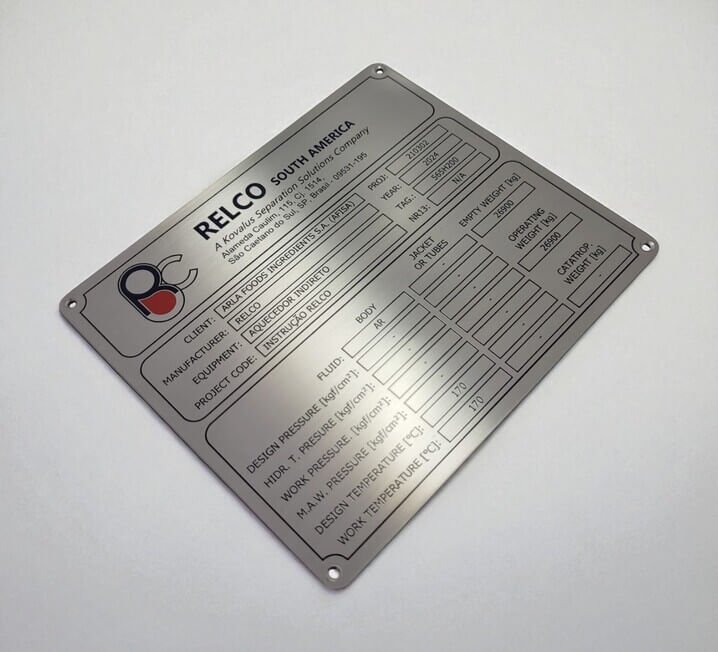 RELCO SOUTH AMERICA
A Kovalus Separation Solutions Company
Alameda Caulim, 115, Cj. 1514,
São Caetano do Sul, SP - Brasil - 09531-195
CLIENT: ARLA FOODS INGREDIENTS S.A. (AFISA) PROJ: 210302
MANUFACTURER: RELCO YEAR: 2024
EQUIPMENT: AQUECEDOR INDIRETO TAG.: S65H200
PROJECT CODE: INSTRUÇÃO RELCO NR13: N/A
BODY JACKET OR TUBES EMPTY WEIGHT [kg]
FLUID: AR - 26900
DESIGN PRESSURE [kgf/cm²]: - -
HIDR. T. PRESURE [kgf/cm²]: - - OPERATING WEIGHT [kg]
WORK PRESSURE. [kgf/cm²]: - - 26900
M.A.W. PRESSURE [kgf/cm²]: - -
DESIGN TEMPERATURE [ºC]: 170 - CATATROP. WEIGHT [kg]
WORK TEMPERATURE [ºC]: 170 - -